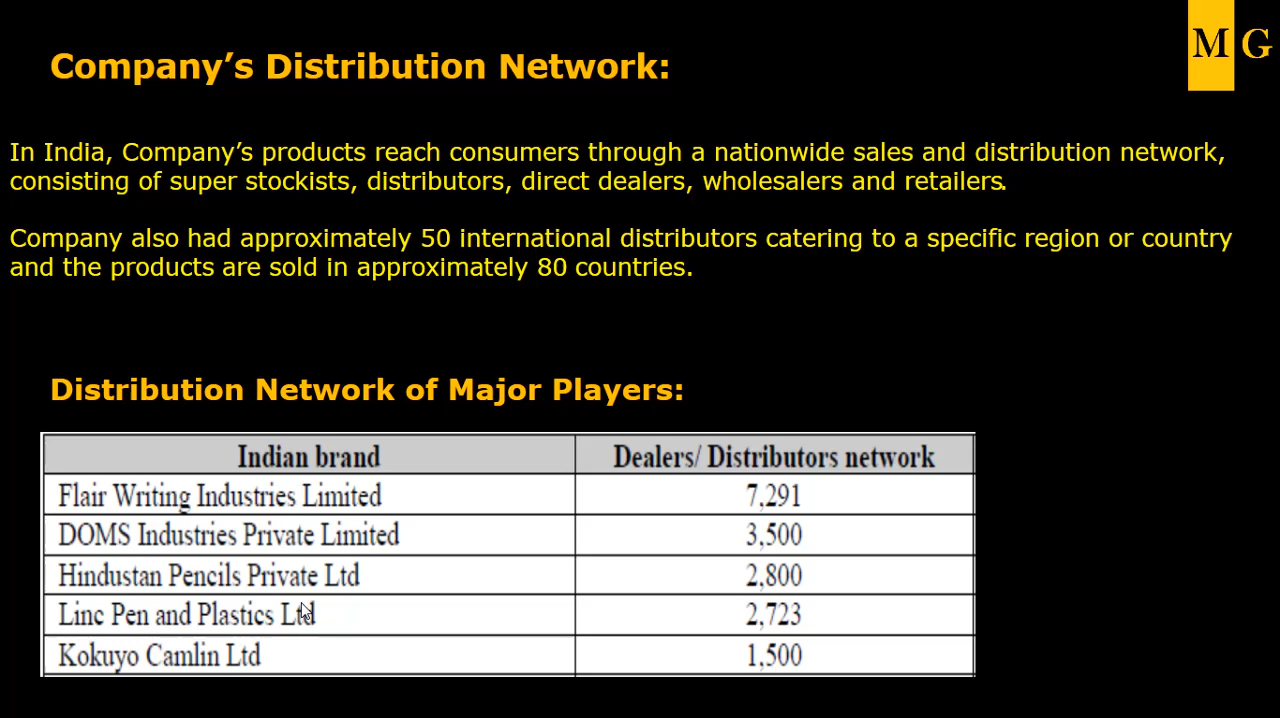 M G
Company’s Distribution Network:
In India, Company’s products reach consumers through a nationwide sales and distribution network,
consisting of super stockists, distributors, direct dealers, wholesalers and retailers.
Company also had approximately 50 international distributors catering to a specific region or country
and the products are sold in approximately 80 countries.
Distribution Network of Major Players:
Indian brand Dealers/ Distributors network
Flair Writing Industries Limited 7,291
DOMS Industries Private Limited 3,500
Hindustan Pencils Private Ltd 2,800
Linc Pen and Plastics Ltd 2,723
Kokuyo Camlin Ltd 1,500